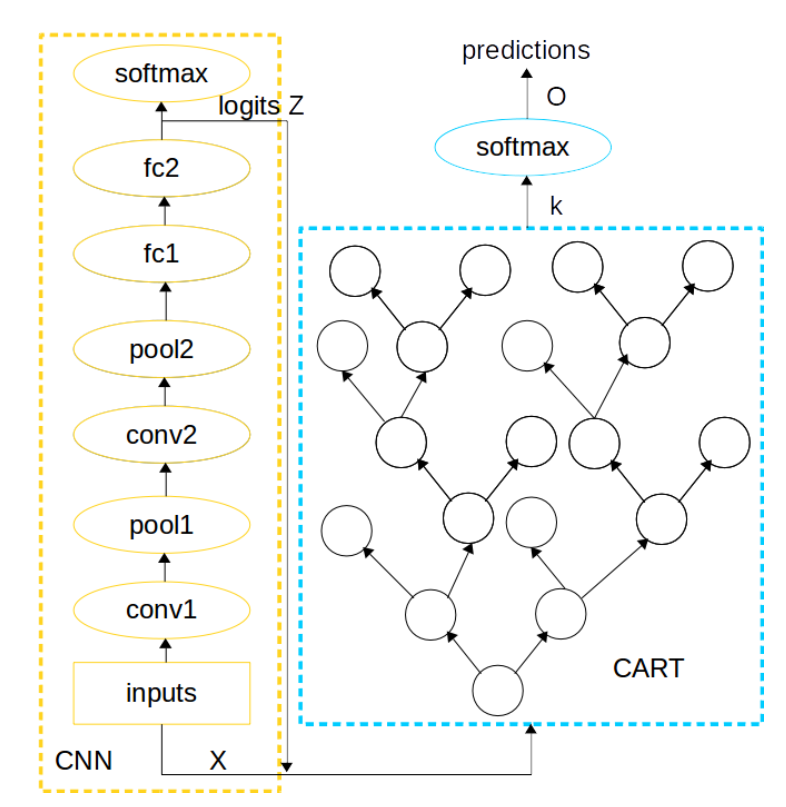 softmax
logits Z
fc2
fc1
pool2
conv2
pool1
conv1
inputs
CNN
X
predictions
O
softmax
k
CART